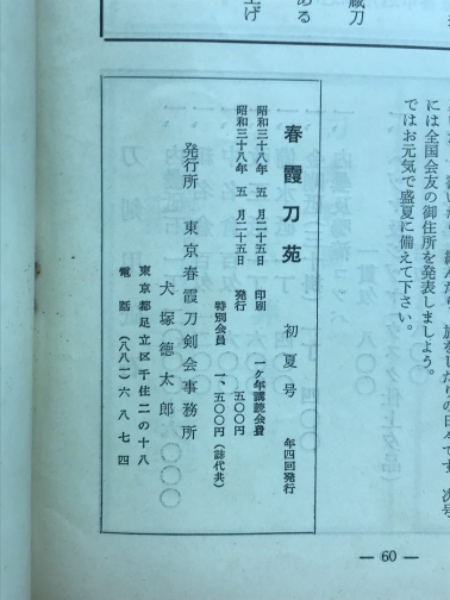 蔵刀
ある
上げ
には全国会友の御住所を発表しましよう。
ではお元気で盛夏に備えて下さい。
春霞刀苑 初夏号 年四回発行
昭和三十八年 五月二十五日 印刷
昭和三十八年 五月二十五日 発行
一ケ年講読会費
五〇〇円
特別会員 一、五〇〇円(誌代共)
発行所 東京春霞刀剣会事務所
犬塚徳太郎
東京都足立区千住二の十八
電話(八八一)六八七四
— 60 —